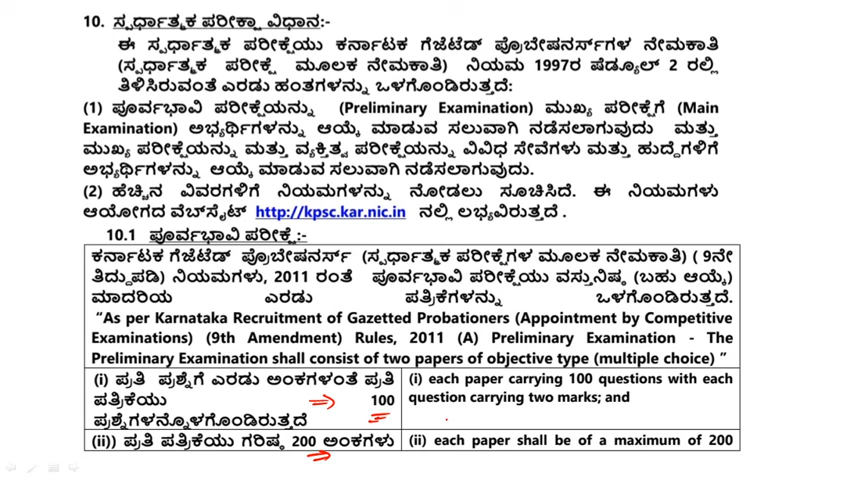 10. ಸ್ಪರ್ಧಾತ್ಮಕ ಪರೀಕ್ಷಾ ವಿಧಾನ:-
ಈ ಸ್ಪರ್ಧಾತ್ಮಕ ಪರೀಕ್ಷೆಯು ಕರ್ನಾಟಕ ಗೆಜೆಟೆಡ್ ಪ್ರೊಬೇಷನರ್ಸ್‌ಗಳ ನೇಮಕಾತಿ
(ಸ್ಪರ್ಧಾತ್ಮಕ ಪರೀಕ್ಷೆ ಮೂಲಕ ನೇಮಕಾತಿ) ನಿಯಮ 1997ರ ಷೆಡ್ಯೂಲ್ 2 ರಲ್ಲಿ
ತಿಳಿಸಿರುವಂತೆ ಎರಡು ಹಂತಗಳನ್ನು ಒಳಗೊಂಡಿರುತ್ತದೆ:
(1) ಪೂರ್ವಭಾವಿ ಪರೀಕ್ಷೆಯನ್ನು (Preliminary Examination) ಮುಖ್ಯ ಪರೀಕ್ಷೆಗೆ (Main
Examination) ಅಭ್ಯರ್ಥಿಗಳನ್ನು ಆಯ್ಕೆ ಮಾಡುವ ಸಲುವಾಗಿ ನಡೆಸಲಾಗುವುದು ಮತ್ತು
ಮುಖ್ಯ ಪರೀಕ್ಷೆಯನ್ನು ಮತ್ತು ವ್ಯಕ್ತಿತ್ವ ಪರೀಕ್ಷೆಯನ್ನು ವಿವಿಧ ಸೇವೆಗಳು ಮತ್ತು ಹುದ್ದೆಗಳಿಗೆ
ಅಭ್ಯರ್ಥಿಗಳನ್ನು ಆಯ್ಕೆ ಮಾಡುವ ಸಲುವಾಗಿ ನಡೆಸಲಾಗುವುದು.
(2) ಹೆಚ್ಚಿನ ವಿವರಗಳಿಗೆ ನಿಯಮಗಳನ್ನು ನೋಡಲು ಸೂಚಿಸಿದೆ. ಈ ನಿಯಮಗಳು
ಆಯೋಗದ ವೆಬ್‌ಸೈಟ್ http://kpsc.kar.nic.in ನಲ್ಲಿ ಲಭ್ಯವಿರುತ್ತದೆ .
10.1 ಪೂರ್ವಭಾವಿ ಪರೀಕ್ಷೆ:-
ಕರ್ನಾಟಕ ಗೆಜೆಟೆಡ್ ಪ್ರೊಬೇಷನರ್ಸ್ (ಸ್ಪರ್ಧಾತ್ಮಕ ಪರೀಕ್ಷೆಗಳ ಮೂಲಕ ನೇಮಕಾತಿ) ( 9ನೇ
ತಿದ್ದುಪಡಿ) ನಿಯಮಗಳು, 2011 ರಂತೆ ಪೂರ್ವಭಾವಿ ಪರೀಕ್ಷೆಯು ವಸ್ತುನಿಷ್ಠ (ಬಹು ಆಯ್ಕೆ)
ಮಾದರಿಯ ಎರಡು ಪತ್ರಿಕೆಗಳನ್ನು ಒಳಗೊಂಡಿರುತ್ತದೆ.
“As per Karnataka Recruitment of Gazetted Probationers (Appointment by Competitive
Examinations) (9th Amendment) Rules, 2011 (A) Preliminary Examination - The
Preliminary Examination shall consist of two papers of objective type (multiple choice) ”
(i) ಪ್ರತಿ ಪ್ರಶ್ನೆಗೆ ಎರಡು ಅಂಕಗಳಂತೆ ಪ್ರತಿ
ಪತ್ರಿಕೆಯು 100
ಪ್ರಶ್ನೆಗಳನ್ನೊಳಗೊಂಡಿರುತ್ತದೆ
(i) each paper carrying 100 questions with each
question carrying two marks; and
(ii)) ಪ್ರತಿ ಪತ್ರಿಕೆಯು ಗರಿಷ್ಠ 200 ಅಂಕಗಳು
(ii) each paper shall be of a maximum of 200